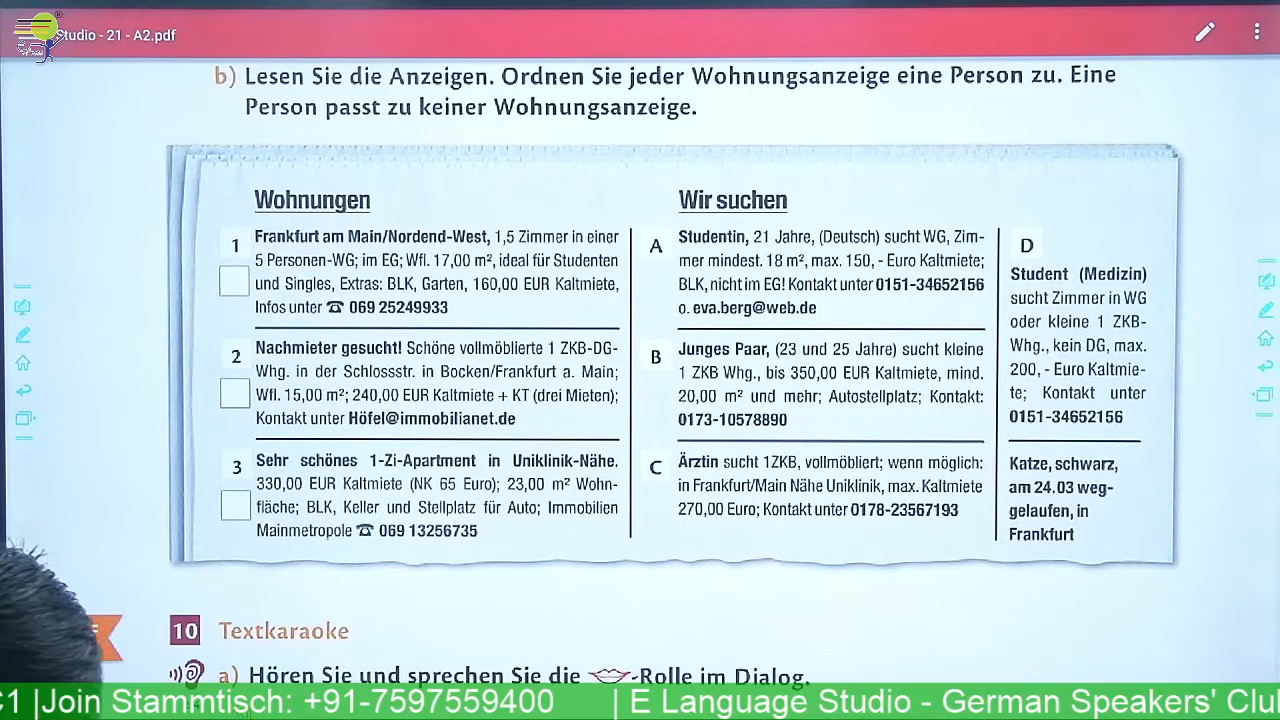 Studio - 21 - A2.pdf
b) Lesen Sie die Anzeigen. Ordnen Sie jeder Wohnungsanzeige eine Person zu. Eine
Person passt zu keiner Wohnungsanzeige.
Wohnungen
1
Frankfurt am Main/Nordend-West, 1,5 Zimmer in einer
5 Personen-WG; im EG; Wfl. 17,00 m², ideal für Studenten
und Singles, Extras: BLK, Garten, 160,00 EUR Kaltmiete,
Infos unter ☎ 069 25249933
2
Nachmieter gesucht! Schöne vollmöblierte 1 ZKB-DG-
Whg. in der Schlossstr. in Bocken/Frankfurt a. Main;
Wfl. 15,00 m²; 240,00 EUR Kaltmiete + KT (drei Mieten);
Kontakt unter Höfel@immobilianet.de
3
Sehr schönes 1-Zi-Apartment in Uniklinik-Nähe.
330,00 EUR Kaltmiete (NK 65 Euro); 23,00 m² Wohn-
fläche; BLK, Keller und Stellplatz für Auto; Immobilien
Mainmetropole ☎ 069 13256735
Wir suchen
A
Studentin, 21 Jahre, (Deutsch) sucht WG, Zim-
mer mindest. 18 m², max. 150, - Euro Kaltmiete;
BLK, nicht im EG! Kontakt unter 0151-34652156
o. eva.berg@web.de
B
Junges Paar, (23 und 25 Jahre) sucht kleine
1 ZKB Whg., bis 350,00 EUR Kaltmiete, mind.
20,00 m² und mehr; Autostellplatz; Kontakt:
0173-10578890
C
Ärztin sucht 1ZKB, vollmöbliert; wenn möglich:
in Frankfurt/Main Nähe Uniklinik, max. Kaltmiete
270,00 Euro; Kontakt unter 0178-23567193
D
Student (Medizin)
sucht Zimmer in WG
oder kleine 1 ZKB-
Whg., kein DG, max.
200, - Euro Kaltmie-
te; Kontakt unter
0151-34652156
Katze, schwarz,
am 24.03 weg-
gelaufen, in
Frankfurt
10 Textkaraoke
a) Hören Sie und sprechen Sie die -Rolle im Dialog.
C1 |Join Stammtisch: +91-7597559400 | E Language Studio - German Speakers' Club